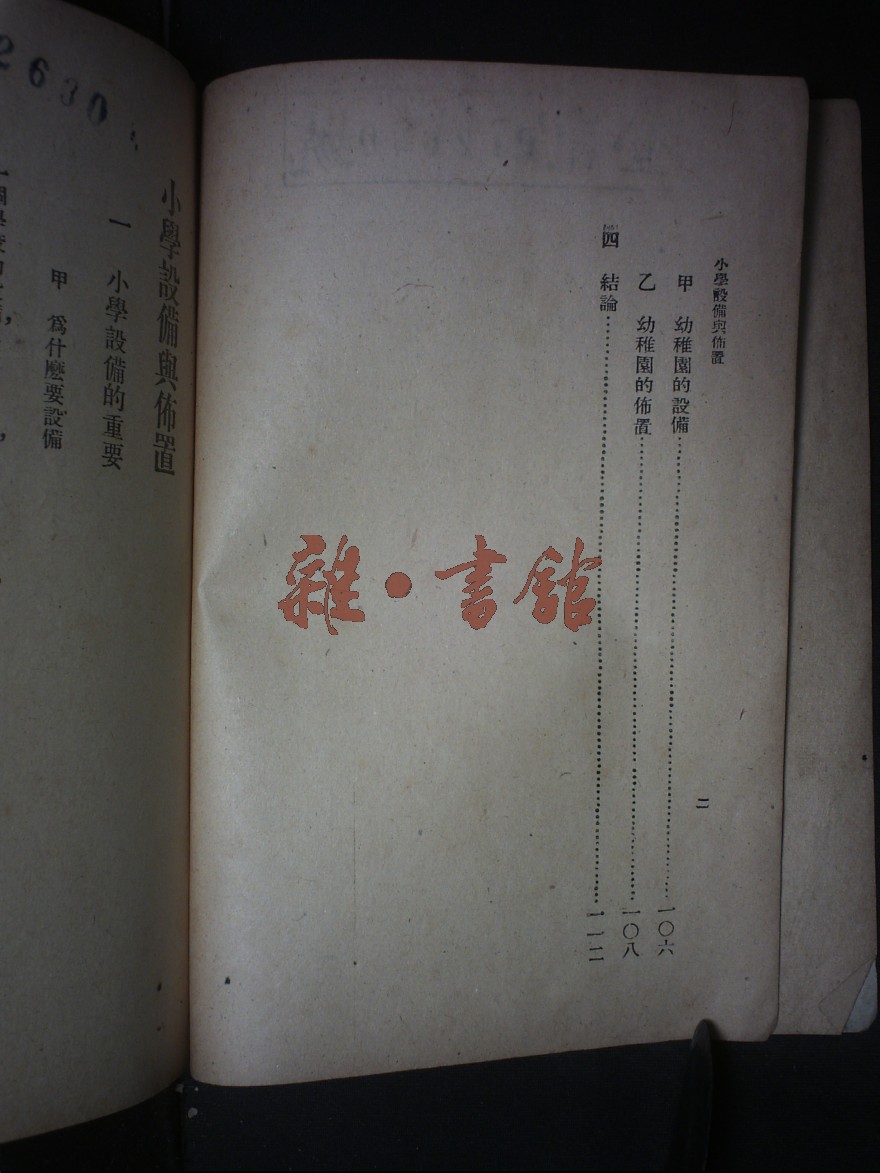 小學設備與佈置
二
甲　幼稚園的設備……一〇六
乙　幼稚園的佈置……一〇八
四　結論……一一二
雜·書館
2630
小學設備與佈置
一　小學設備的重要
甲　爲什麽要設備